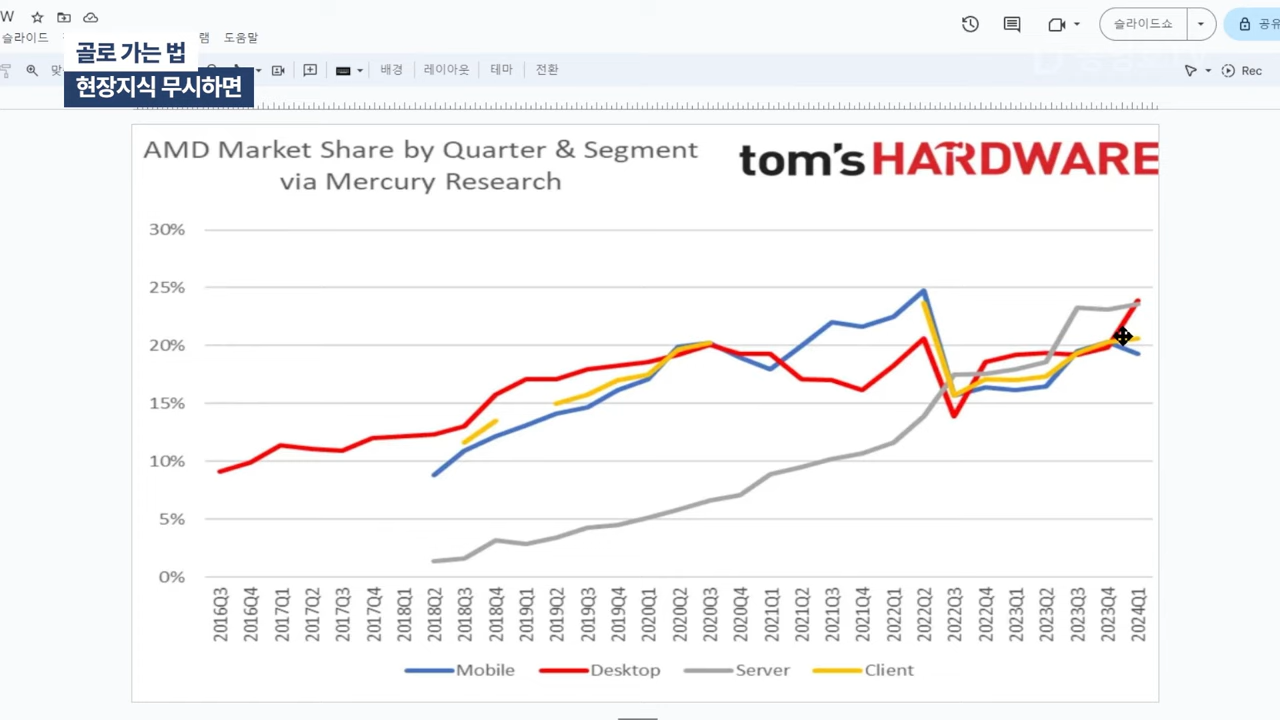 W
슬라이드
램
도움말
슬라이드쇼
공유
골로 가는 법
현장지식 무시하면
배경
레이아웃
테마
전환
Rec
AMD Market Share by Quarter & Segment
via Mercury Research
tom's HARDWARE
30%
25%
20%
15%
10%
5%
0%
2016Q3
2016Q4
2017Q1
2017Q2
2017Q3
2017Q4
2018Q1
2018Q2
2018Q3
2018Q4
2019Q1
2019Q2
2019Q3
2019Q4
2020Q1
2020Q2
2020Q3
2020Q4
2021Q1
2021Q2
2021Q3
2021Q4
2022Q1
2022Q2
2022Q3
2022Q4
2023Q1
2023Q2
2023Q3
2023Q4
2024Q1
Mobile Desktop Server Client